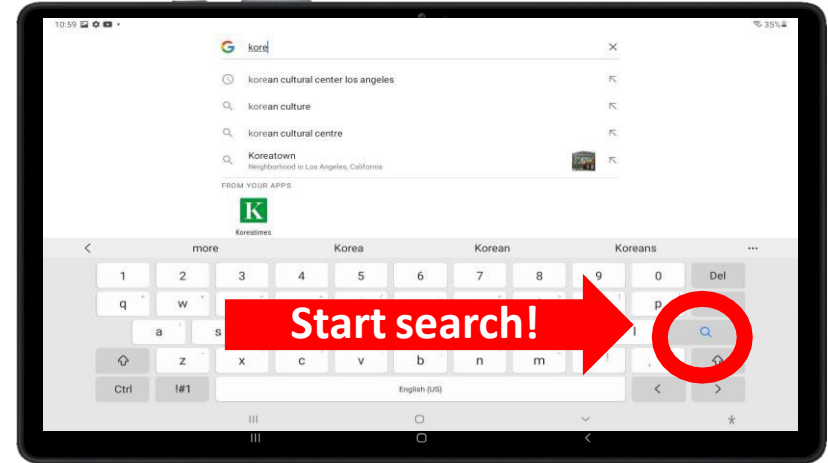 10:59
35%
kore
korean cultural center los angeles
korean culture
korean cultural centre
Koreatown
Neighborhood in Los Angeles, California
FROM YOUR APPS
K
Koreatimes
more Korea Korean Koreans ...
1 2 3 4 5 6 7 8 9 0 Del
q w p
a s l
Start search!
z x c v b n m
Ctrl !#1 English (US) < >